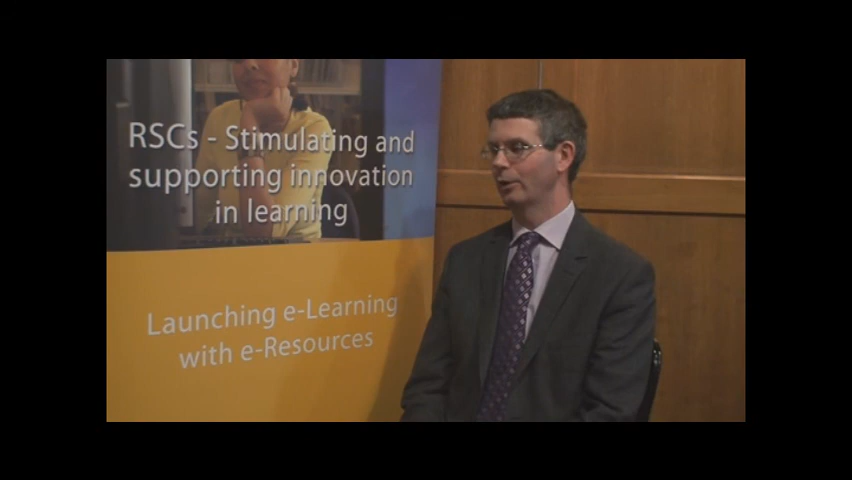 RSCs - Stimulating and
supporting innovation
in learning
Launching e-Learning
with e-Resources